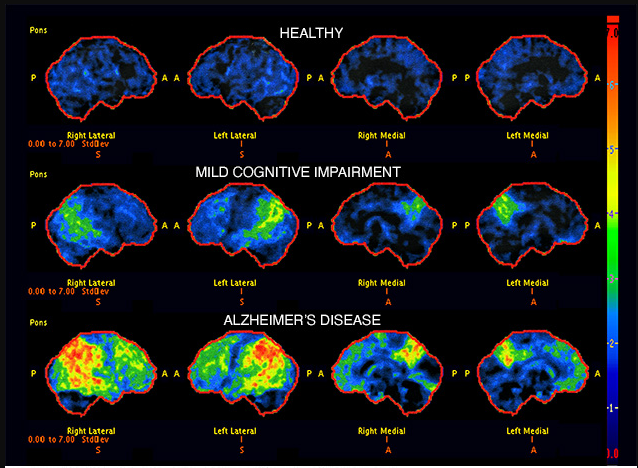 HEALTHY
Pons
7.0
P A A P A P P A
6
Right Lateral Left Lateral Right Medial Left Medial
0.00 to 7.00 StdDev
S S A A
5
MILD COGNITIVE IMPAIRMENT
Pons
4
P A A P A P P A
3
Right Lateral Left Lateral Right Medial Left Medial
0.00 to 7.00 StdDev
S S A A
ALZHEIMER'S DISEASE
Pons
2
P A A P A P P A
1
Right Lateral Left Lateral Right Medial Left Medial
0.00 to 7.00 StdDev
S S A A
0.0